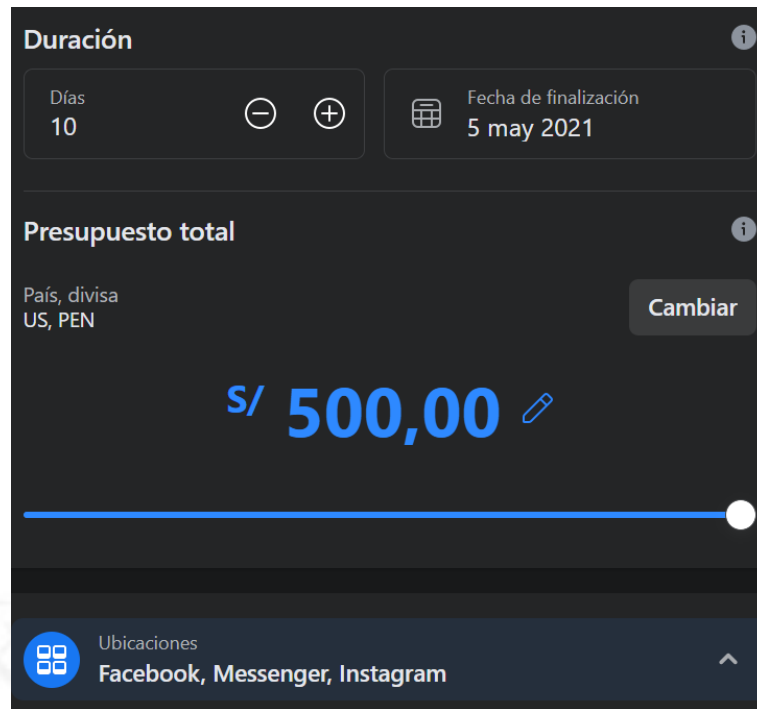 Duración
Días
10
Fecha de finalización
5 may 2021
Presupuesto total
País, divisa
US, PEN
Cambiar
S/ 500,00
Ubicaciones
Facebook, Messenger, Instagram